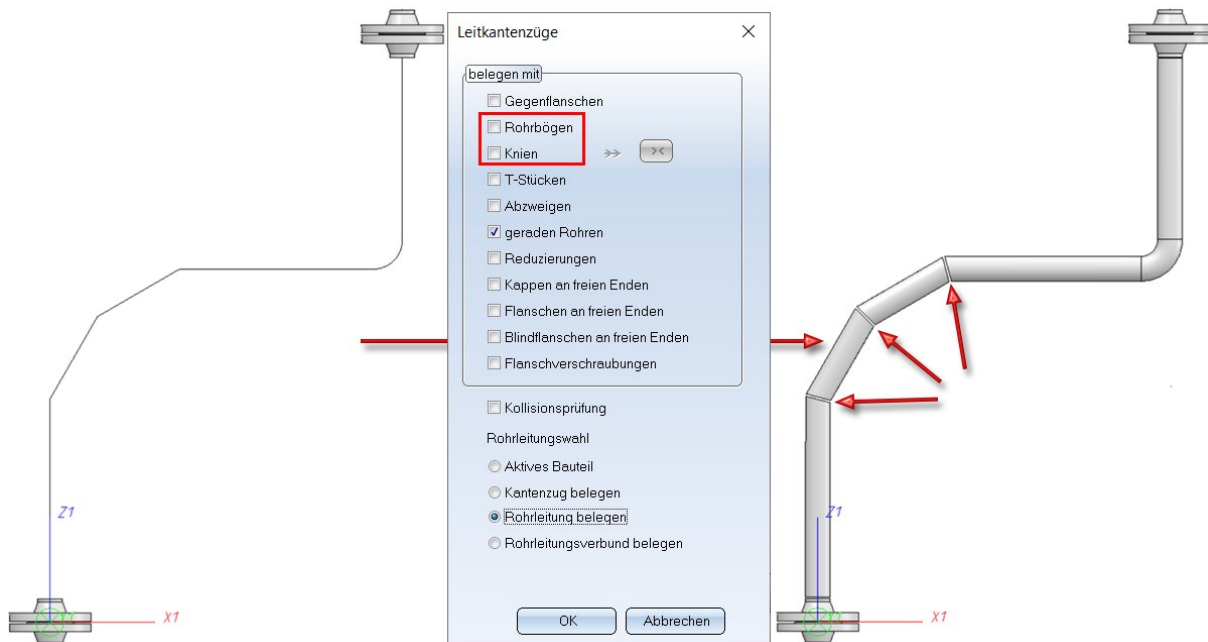 Leitkantenzüge
belegen mit
Gegenflanschen
Rohrbögen
Knien
T-Stücken
Abzweigen
geraden Rohren
Reduzierungen
Kappen an freien Enden
Flanschen an freien Enden
Blindflanschen an freien Enden
Flanschverschraubungen
Kollisionsprüfung
Rohrleitungswahl
Aktives Bauteil
Kantenzug belegen
Rohrleitung belegen
Rohrleitungsverbund belegen
OK Abbrechen
Z1
X1
Z1
X1